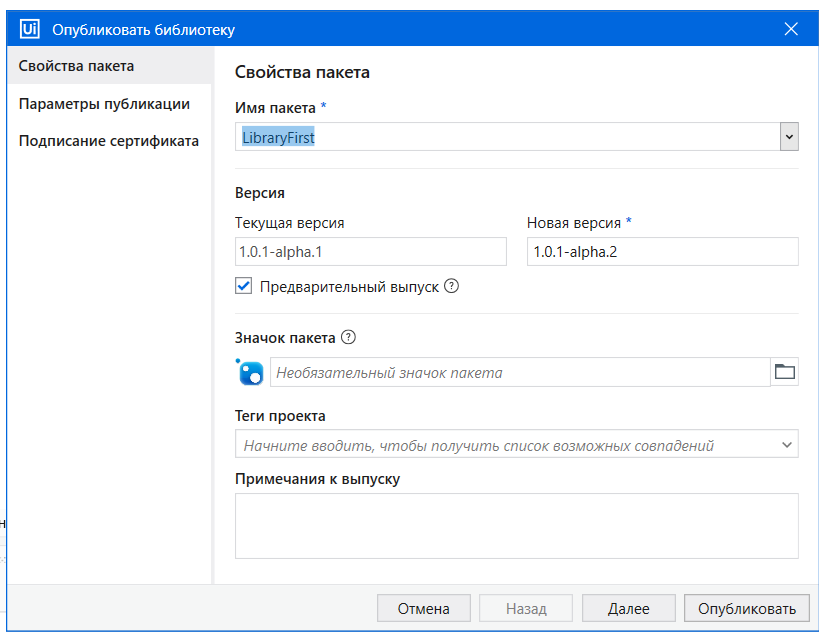 Ui Опубликовать библиотеку
Свойства пакета
Параметры публикации
Подписание сертификата
Свойства пакета
Имя пакета *
LibraryFirst
Версия
Текущая версия
Новая версия *
1.0.1-alpha.1
1.0.1-alpha.2
Предварительный выпуск ?
Значок пакета ?
Необязательный значок пакета
Теги проекта
Начните вводить, чтобы получить список возможных совпадений
Примечания к выпуску
Отмена
Назад
Далее
Опубликовать